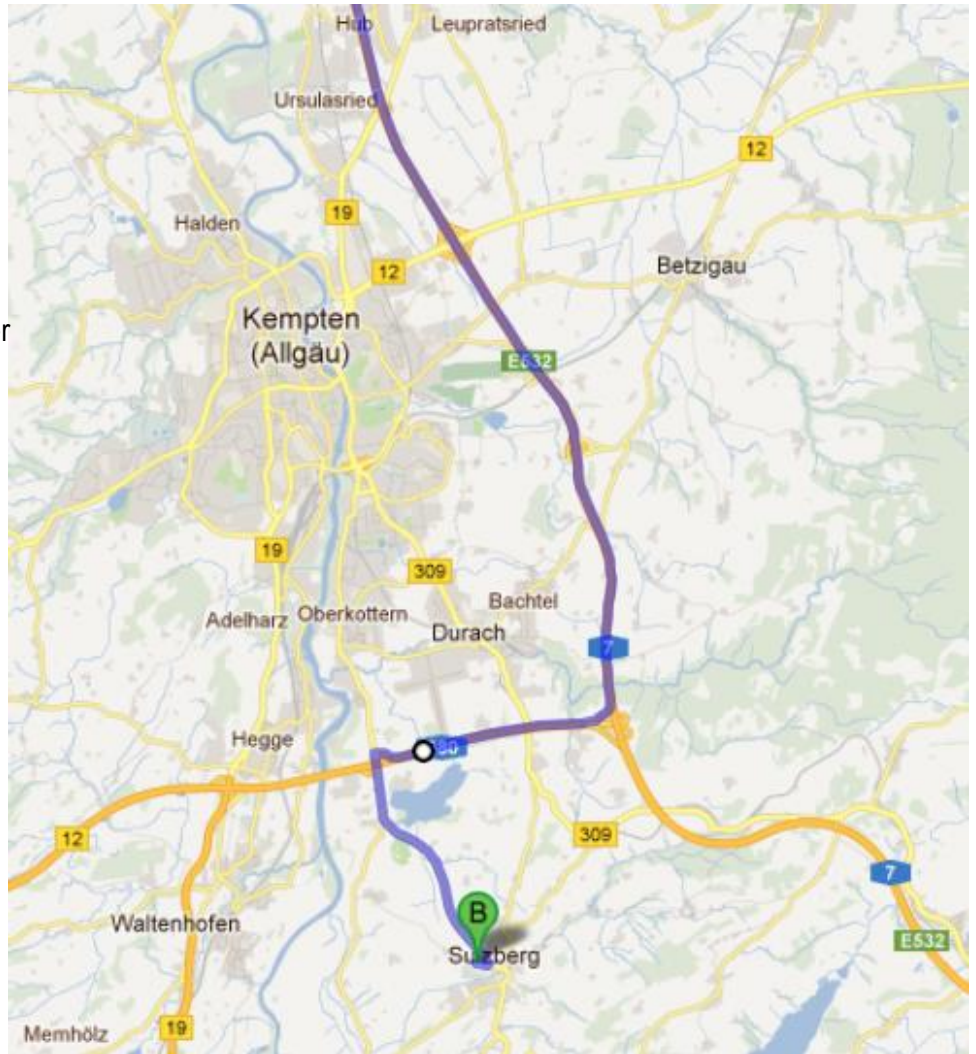 Hub
Leupratsried
Ursulasried
12
Halden
19
12
Betzigau
r
Kempten
(Allgäu)
E532
19
309
Bachtel
Adelharz
Oberkottern
Durach
7
Hegge
12
309
7
B
Waltenhofen
E532
Sulzberg
Memhölz
19